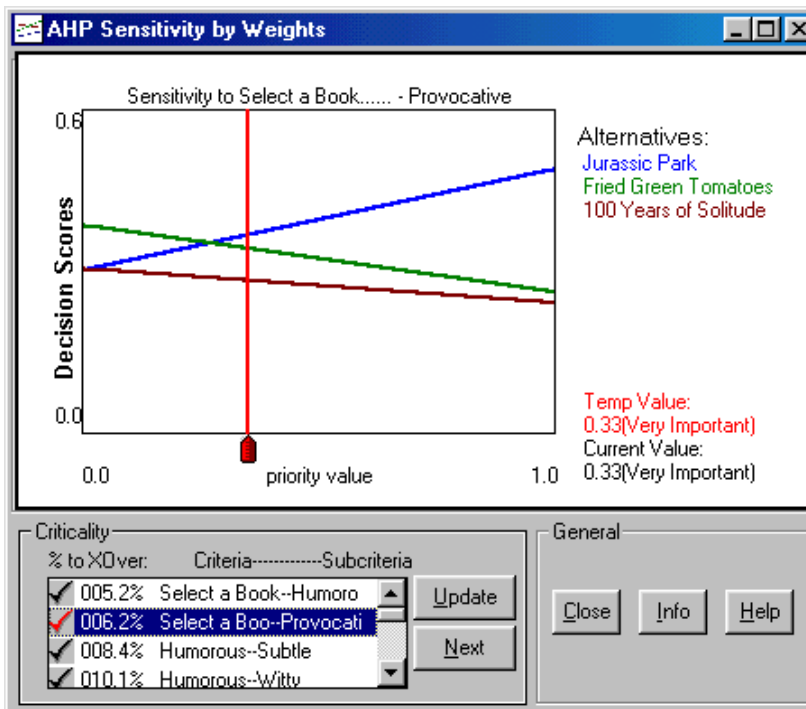 AHP Sensitivity by Weights
Sensitivity to Select a Book...... - Provocative
0.6
Decision Scores
0.0
0.0 priority value 1.0
Alternatives:
Jurassic Park
Fried Green Tomatoes
100 Years of Solitude
Temp Value:
0.33(Very Important)
Current Value:
0.33(Very Important)
Criticality
% to XOver: Criteria------------Subcriteria
005.2% Select a Book--Humoro
006.2% Select a Boo--Provocati
008.4% Humorous--Subtle
010.1% Humorous--Witty
Update
Next
General
Close Info Help